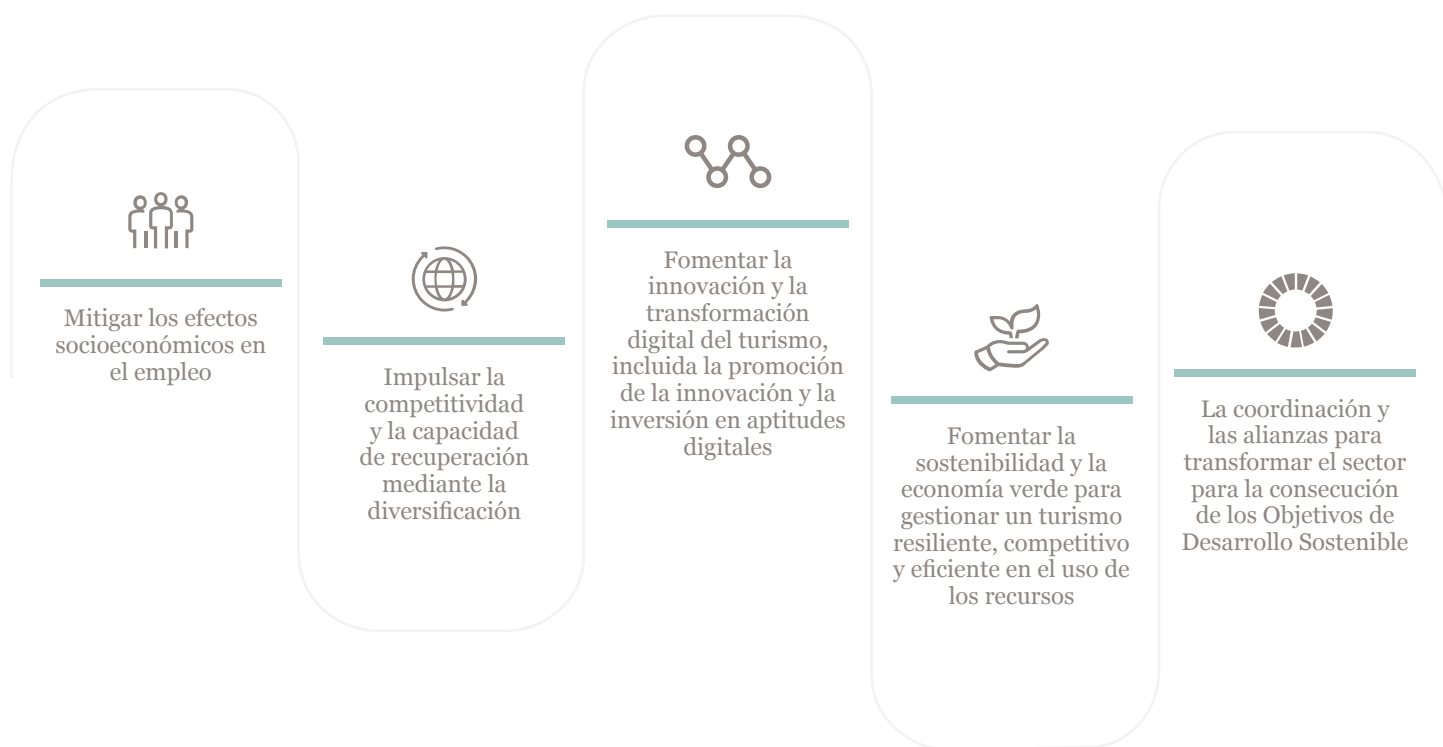 Mitigar los efectos
socioeconómicos en
el empleo
Impulsar la
competitividad
y la capacidad
de recuperación
mediante la
diversificación
Fomentar la
innovación y la
transformación
digital del turismo,
incluida la promoción
de la innovación y la
inversión en aptitudes
digitales
Fomentar la
sostenibilidad y la
economía verde para
gestionar un turismo
resiliente, competitivo
y eficiente en el uso de
los recursos
La coordinación y
las alianzas para
transformar el sector
para la consecución
de los Objetivos de
Desarrollo Sostenible